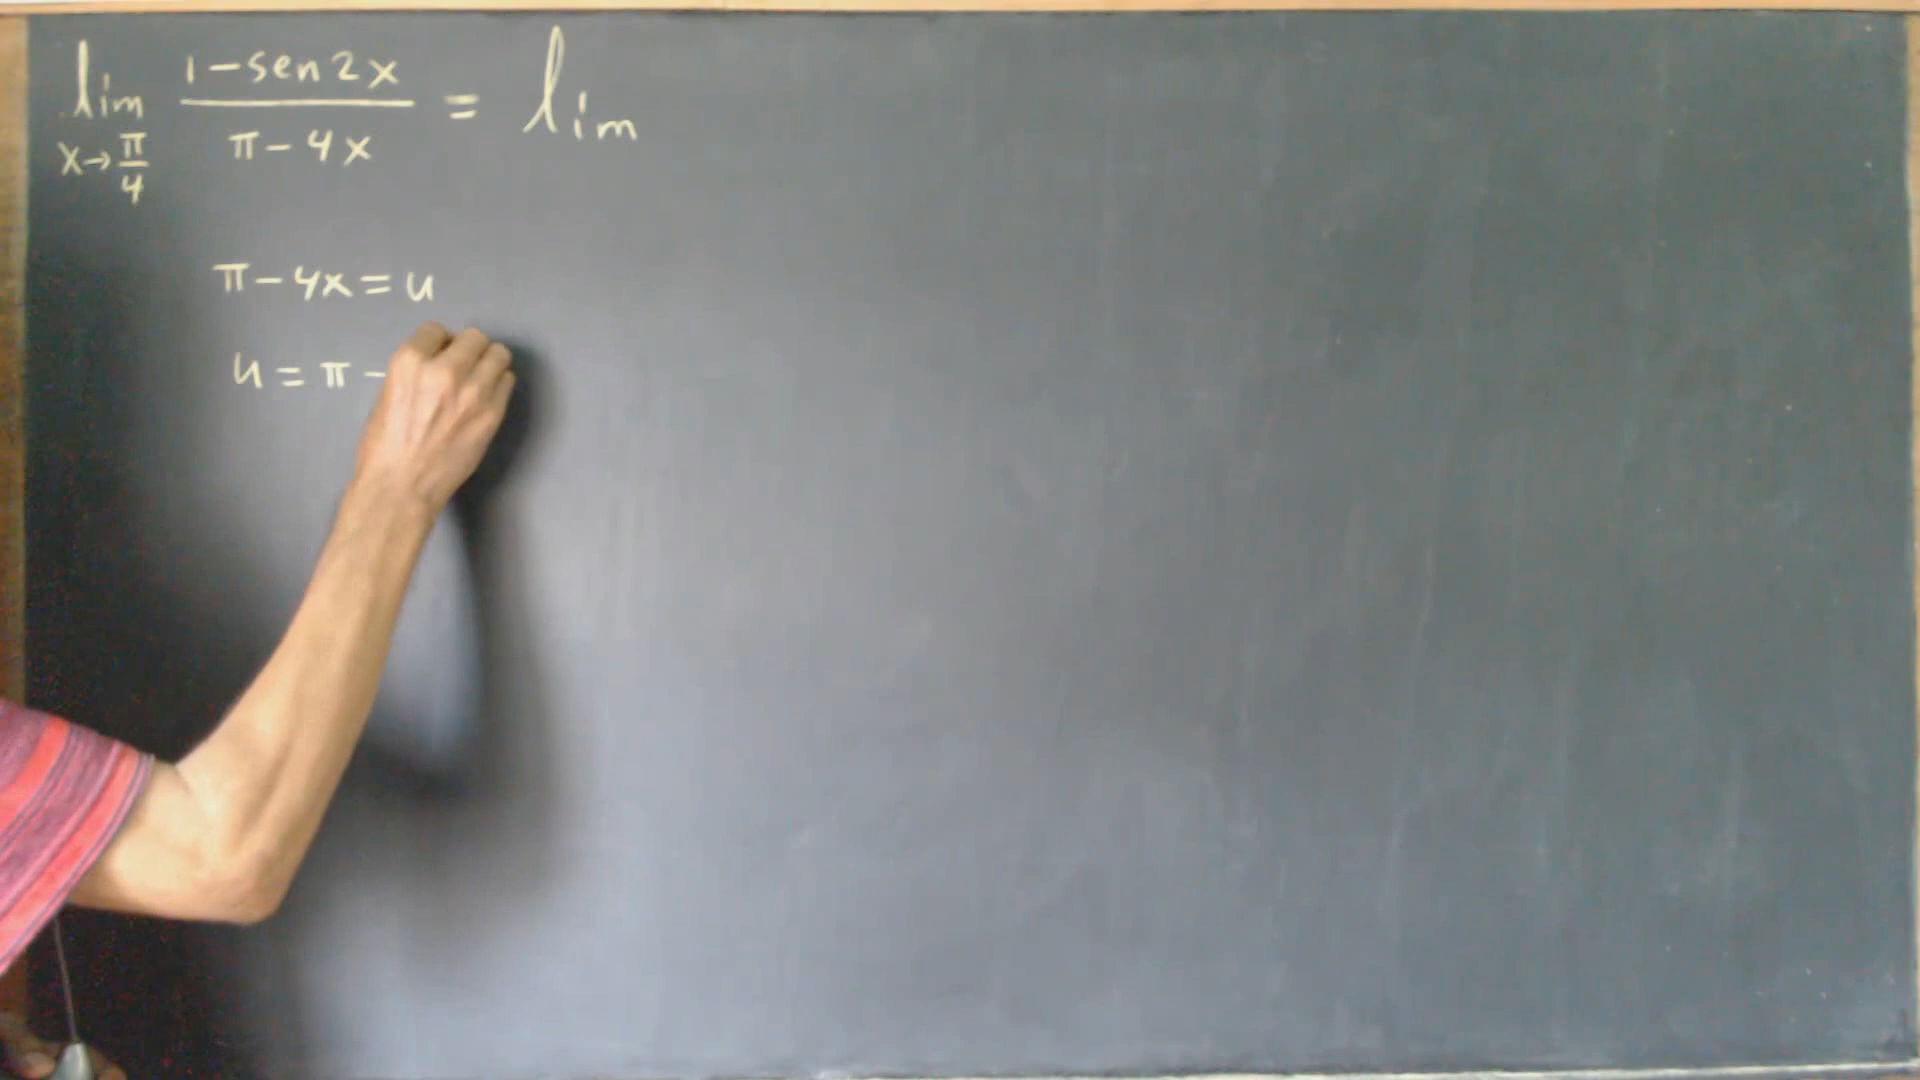 lim 1-sen2x / π-4x = lim
x→π/4
π-4x=u
u=π-